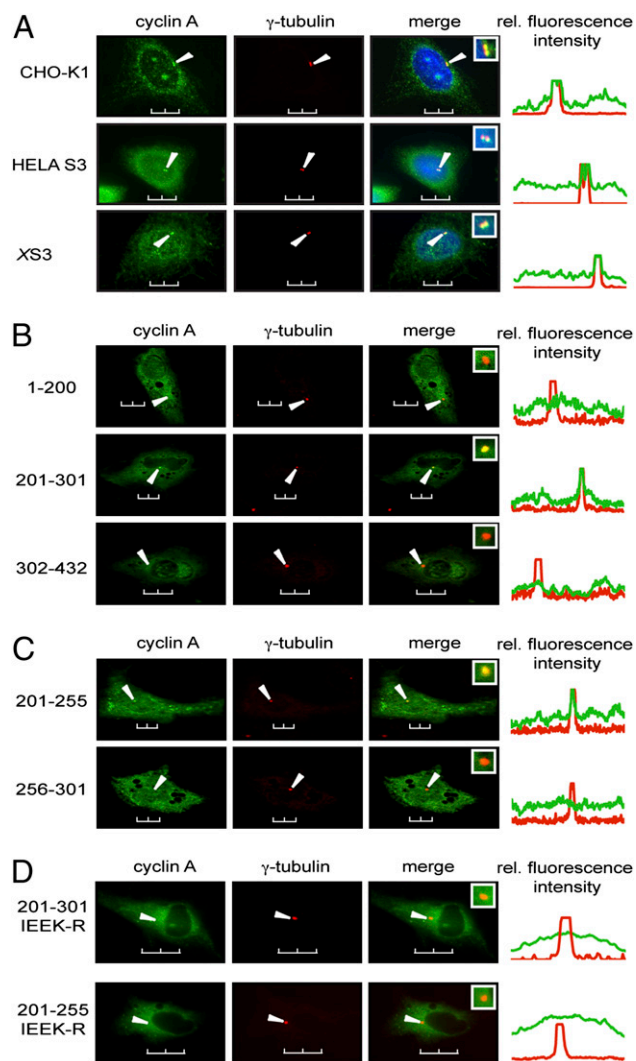 A
cyclin A γ-tubulin merge rel. fluorescence
intensity
CHO-K1
HELA S3
XS3
B
cyclin A γ-tubulin merge rel. fluorescence
intensity
1-200
201-301
302-432
C
cyclin A γ-tubulin merge rel. fluorescence
intensity
201-255
256-301
D
cyclin A γ-tubulin merge rel. fluorescence
intensity
201-301
IEEK-R
201-255
IEEK-R